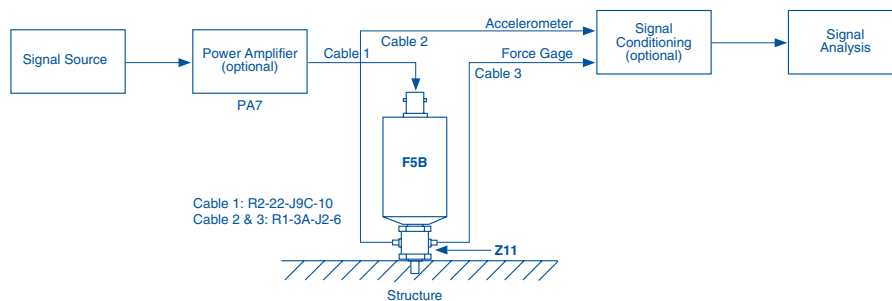 Signal Source
Power Amplifier
(optional)
PA7
Cable 1
Cable 2
Accelerometer
Force Gage
Cable 3
Signal
Conditioning
(optional)
Signal
Analysis
F5B
Cable 1: R2-22-J9C-10
Cable 2 & 3: R1-3A-J2-6
Z11
Structure